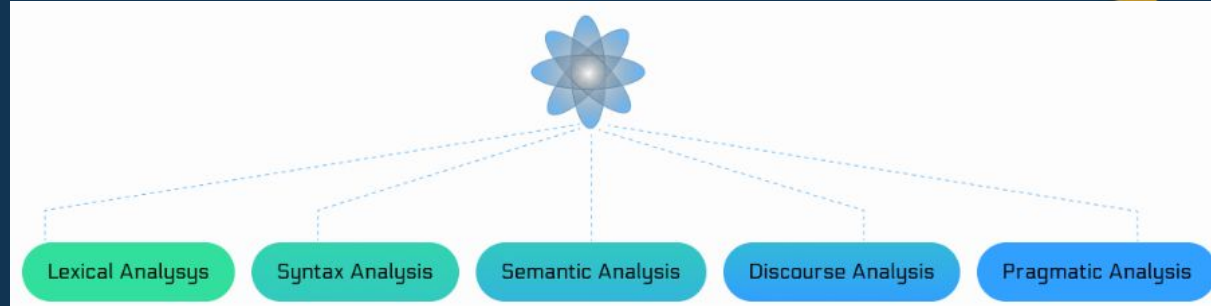 Lexical Analysys
Syntax Analysis
Semantic Analysis
Discourse Analysis
Pragmatic Analysis